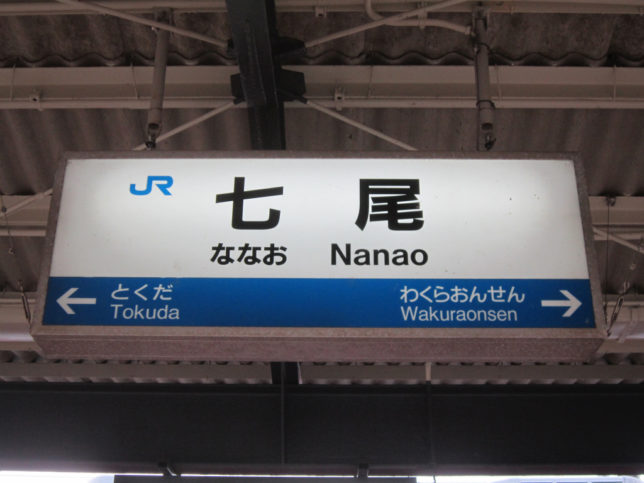 JR 七尾
ななお Nanao
← とくだ
Tokuda
わくらおんせん →
Wakuraonsen